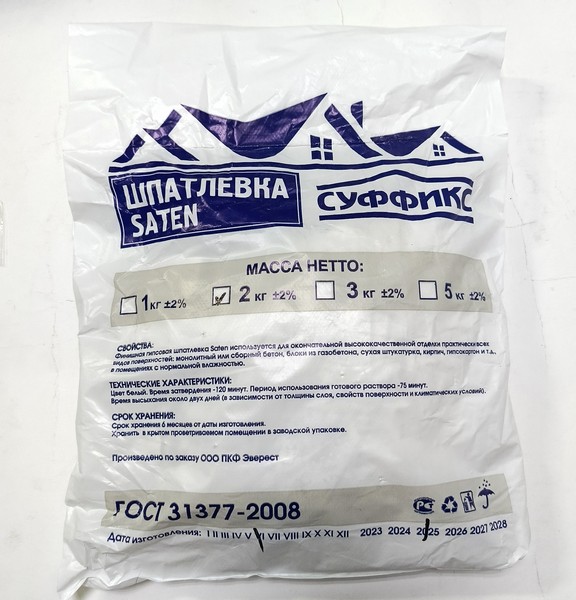 ШПАТЛЕВКА
SATEN
СУФФИКС
МАССА НЕТТО:
1 кг ±2% 2 кг ±2% 3 кг ±2% 5 кг ±2%
СВОЙСТВА:
Финишная гипсовая шпатлевка Saten используется для окончательной высококачественной отделки практически всех
видов поверхностей: монолитный или сборный бетон, блоки из газобетона, сухая штукатурка, кирпич, гипсокартон и т.д.,
в помещениях с нормальной влажностью.
ТЕХНИЧЕСКИЕ ХАРАКТЕРИСТИКИ:
Цвет белый. Время затвердения -120 минут. Период использования готового раствора -75 минут.
Время высыхания около двух дней (в зависимости от толщины слоя, свойств поверхности и климатических условий).
СРОК ХРАНЕНИЯ:
Срок хранения 6 месяцев от даты изготовления.
Хранить в крытом проветриваемом помещении в заводской упаковке.
Произведено по заказу ООО ПКФ Эверест
ГОСТ 31377-2008
РСТ
Дата изготовления: I II III IV V VI VII VIII IX X XI XII 2023 2024 2025 2026 2027 2028